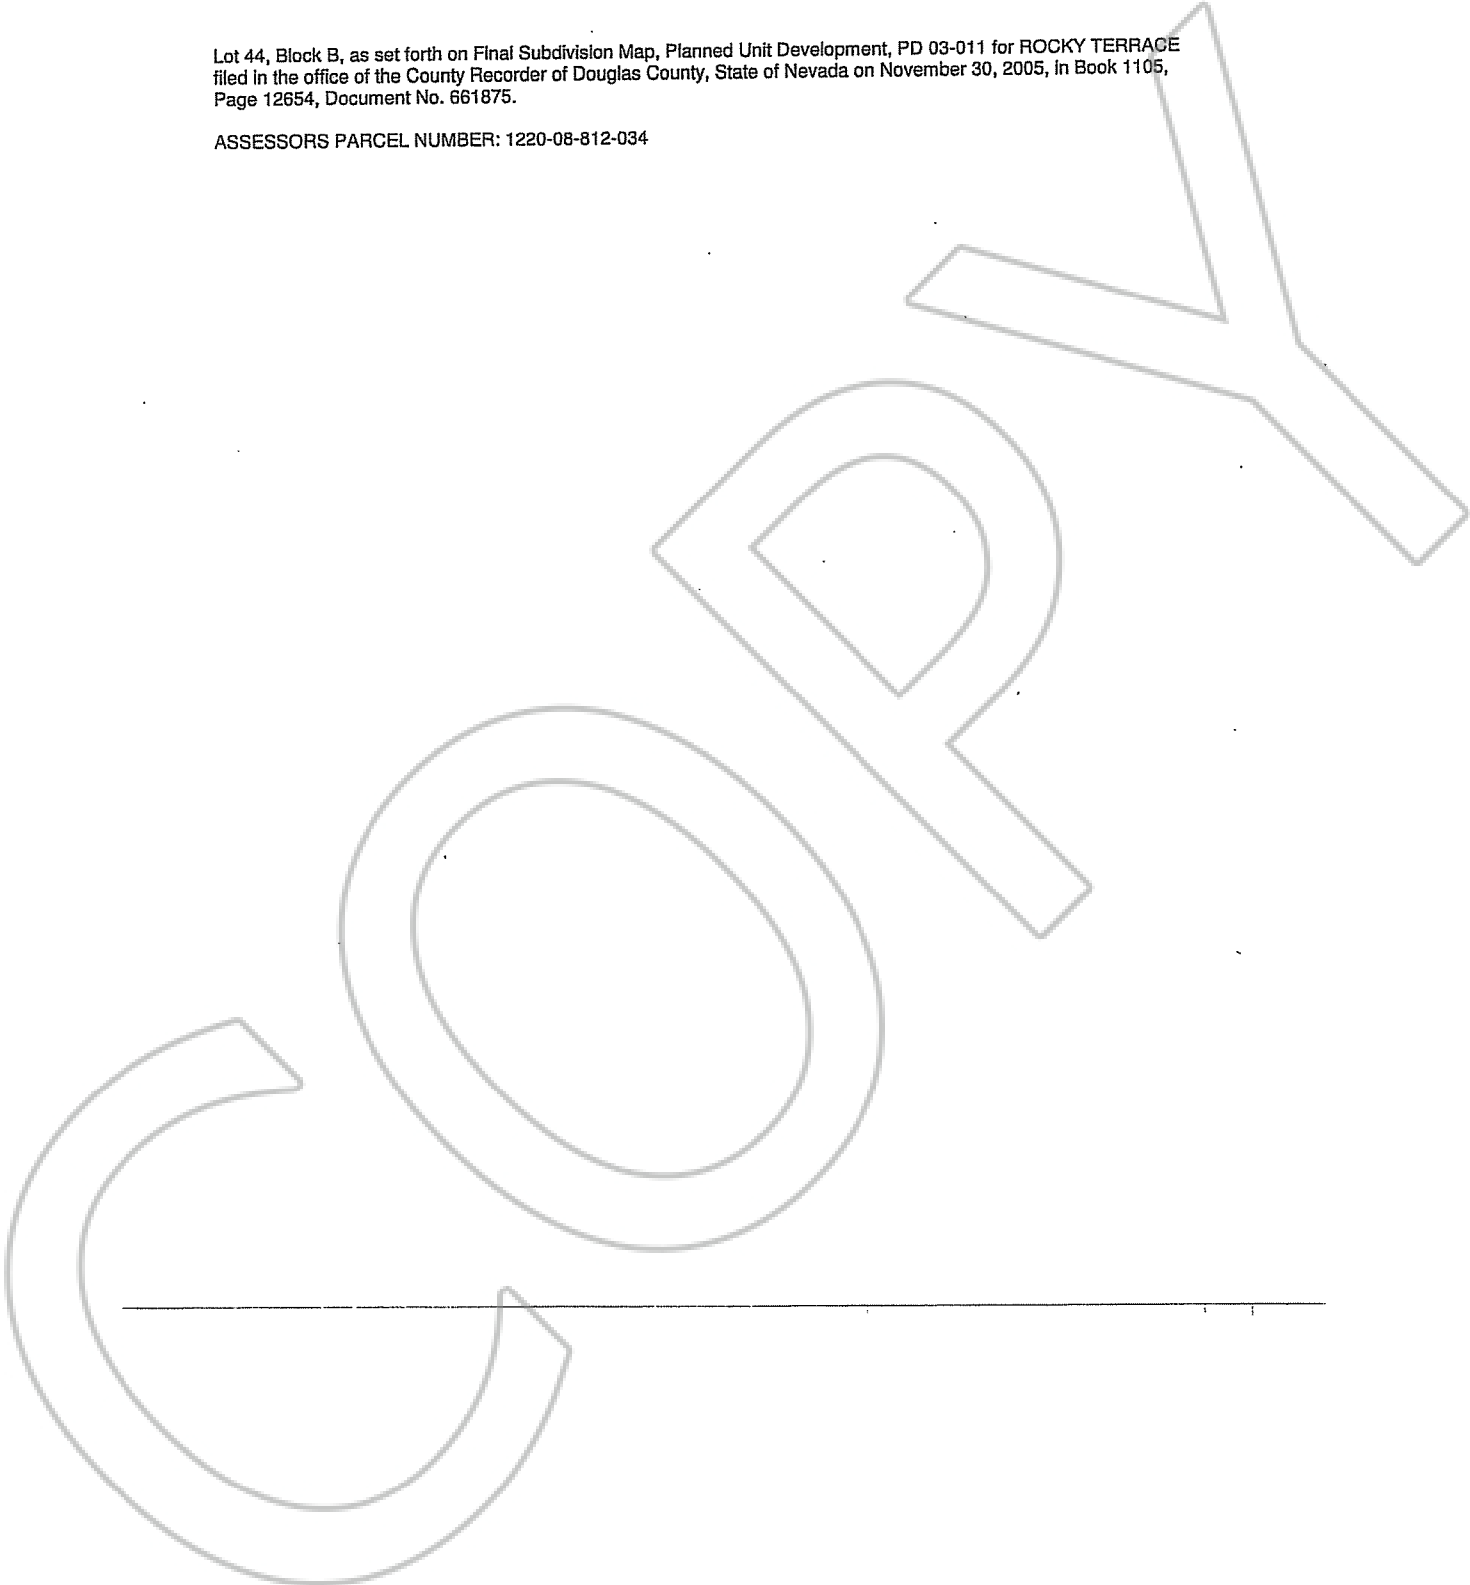 Lot 44, Block B, as set forth on Final Subdivision Map, Planned Unit Development, PD 03-011 for ROCKY TERRACE
filed in the office of the County Recorder of Douglas County, State of Nevada on November 30, 2005, in Book 1105,
Page 12654, Document No. 661875.
ASSESSORS PARCEL NUMBER: 1220-08-812-034
COPY